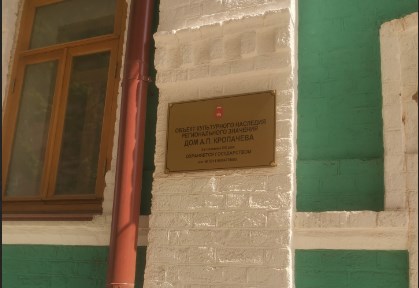 ОБЪЕКТ КУЛЬТУРНОГО НАСЛЕДИЯ
РЕГИОНАЛЬНОГО ЗНАЧЕНИЯ
ДОМ А.П. КРОПАЧЕВА
ОХРАНЯЕТСЯ ГОСУДАРСТВОМ